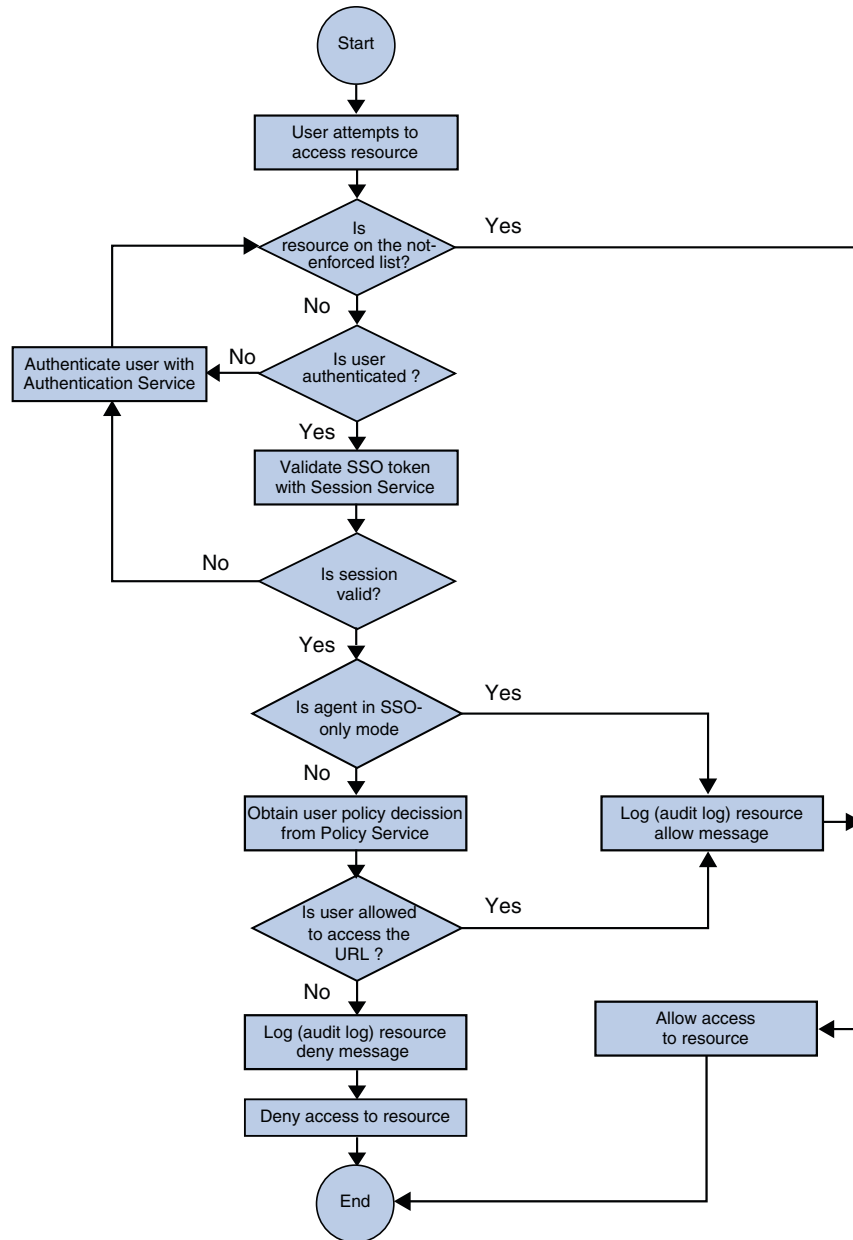 Start
User attempts to
access resource
Is
resource on the not-
enforced list?
Yes
No
Authenticate user with
Authentication Service
No
Is user
authenticated ?
Yes
Validate SSO token
with Session Service
No
Is session
valid?
Yes
Is agent in SSO-
only mode
Yes
No
Obtain user policy decission
from Policy Service
Log (audit log) resource
allow message
Is user allowed
to access the
URL ?
Yes
No
Log (audit log) resource
deny message
Allow access
to resource
Deny access to resource
End